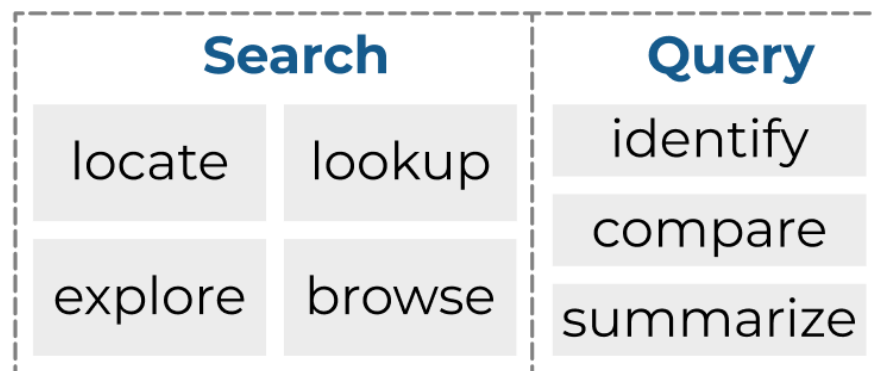 Search
locate lookup
explore browse
Query
identify
compare
summarize